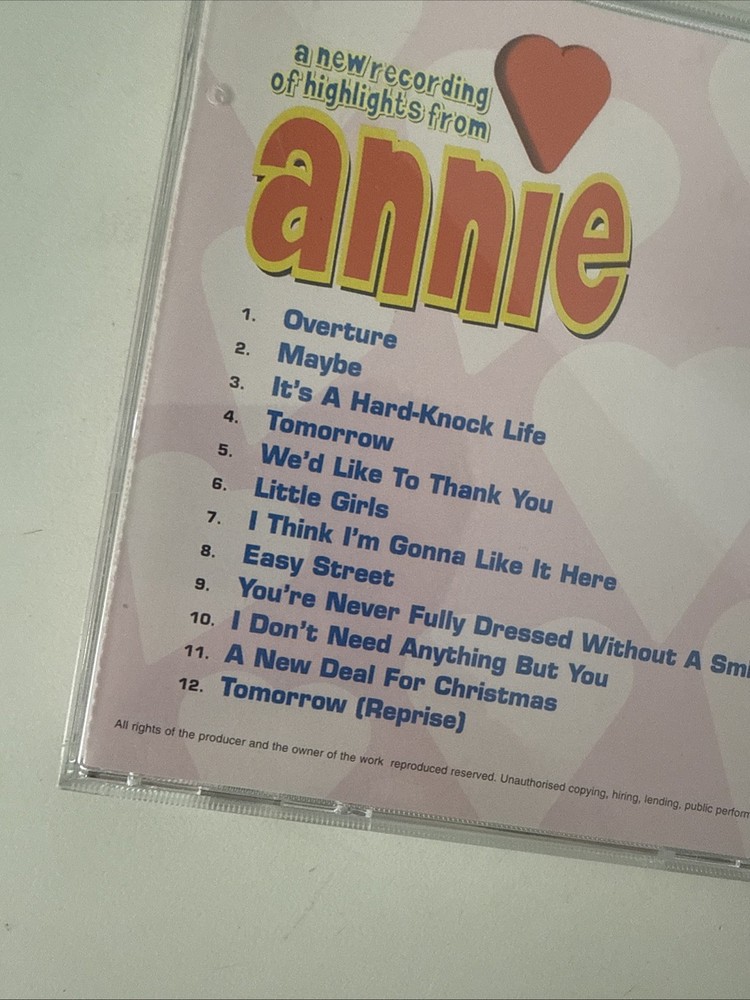 a new recording
of highlights from
annie
1. Overture
2. Maybe
3. It's A Hard-Knock Life
4. Tomorrow
5. We'd Like To Thank You
6. Little Girls
7. I Think I'm Gonna Like It Here
8. Easy Street
9. You're Never Fully Dressed Without A
10. I Don't Need Anything But You
11. A New Deal For Christmas
12. Tomorrow (Reprise)
All rights of the producer and the owner of the work reproduced reserved. Unauthorised copying, hiring, lending, public